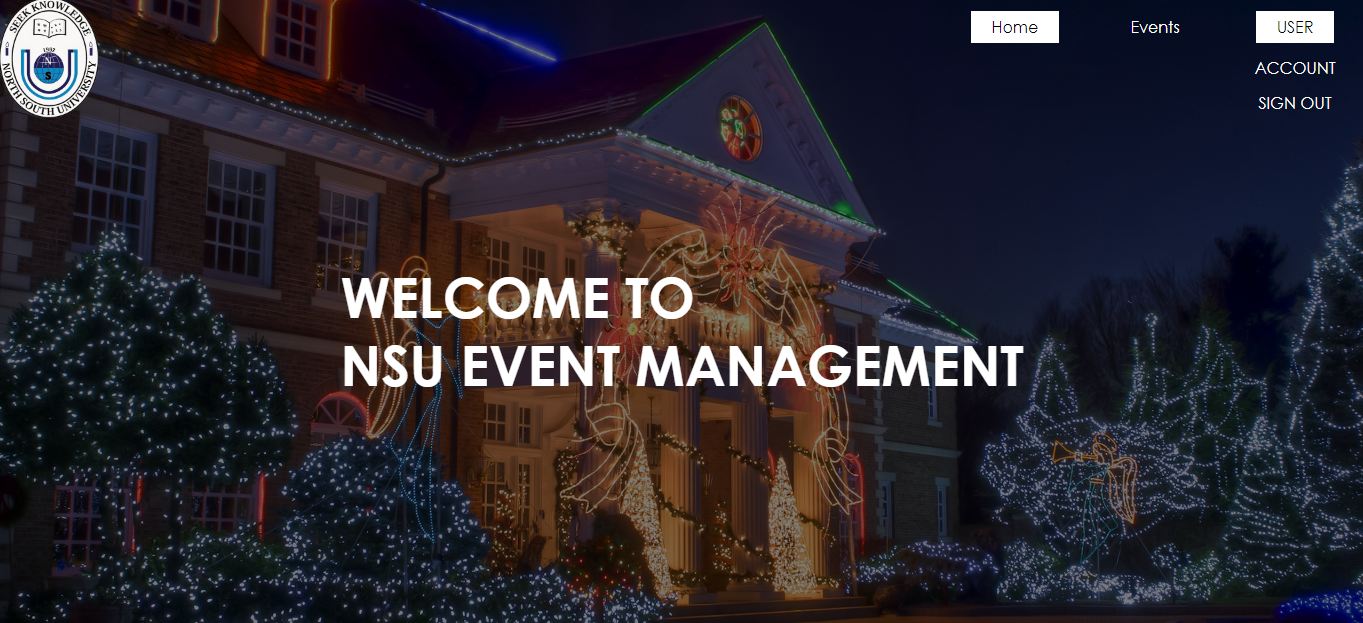 SEEK KNOWLEDGE
1992
N
S
NORTH SOUTH UNIVERSITY
Home Events USER
ACCOUNT
SIGN OUT
WELCOME TO
NSU EVENT MANAGEMENT